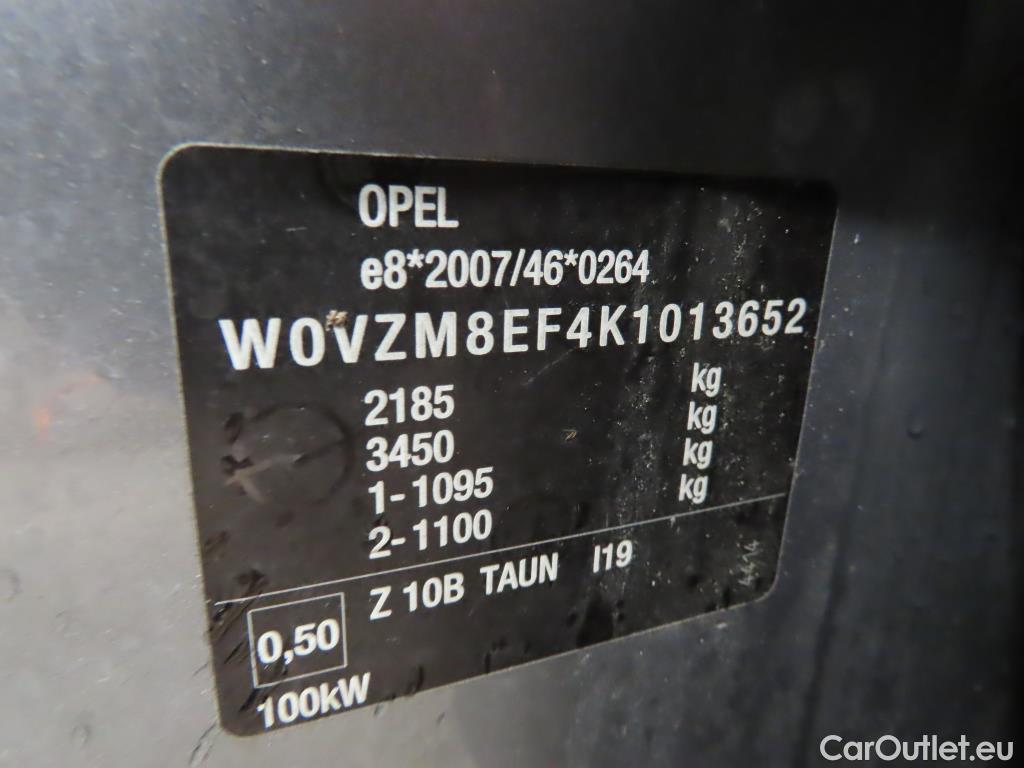 OPEL
e8*2007/46*0264
W0VZM8EF4K1013652
2185 kg
3450 kg
1-1095 kg
2-1100 kg
Z 10B TAUN I19
0,50
100kW
4414
CarOutlet.eu